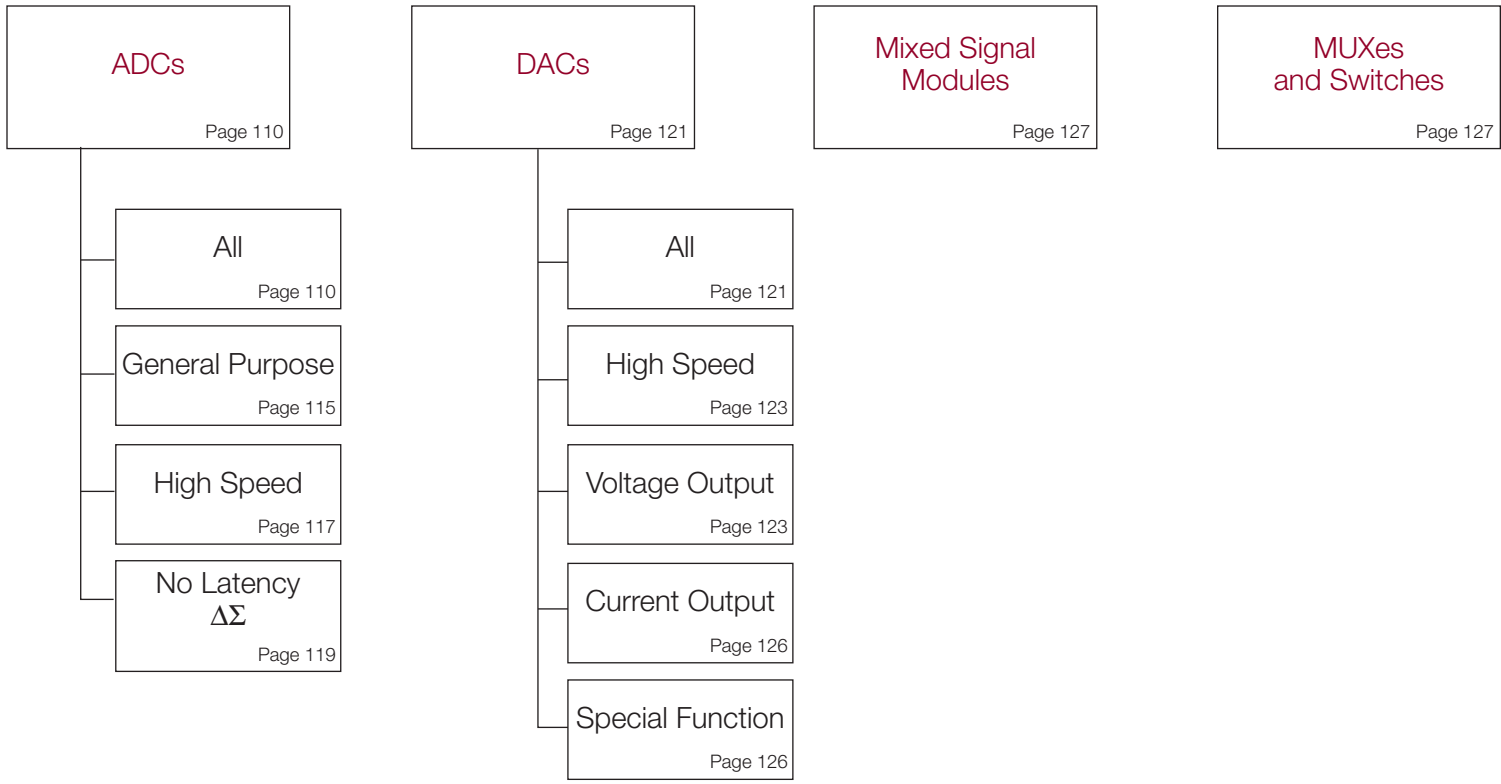 ADCs
Page 110
All
Page 110
General Purpose
Page 115
High Speed
Page 117
No Latency
ΔΣ
Page 119
DACs
Page 121
All
Page 121
High Speed
Page 123
Voltage Output
Page 123
Current Output
Page 126
Special Function
Page 126
Mixed Signal
Modules
Page 127
MUXes
and Switches
Page 127